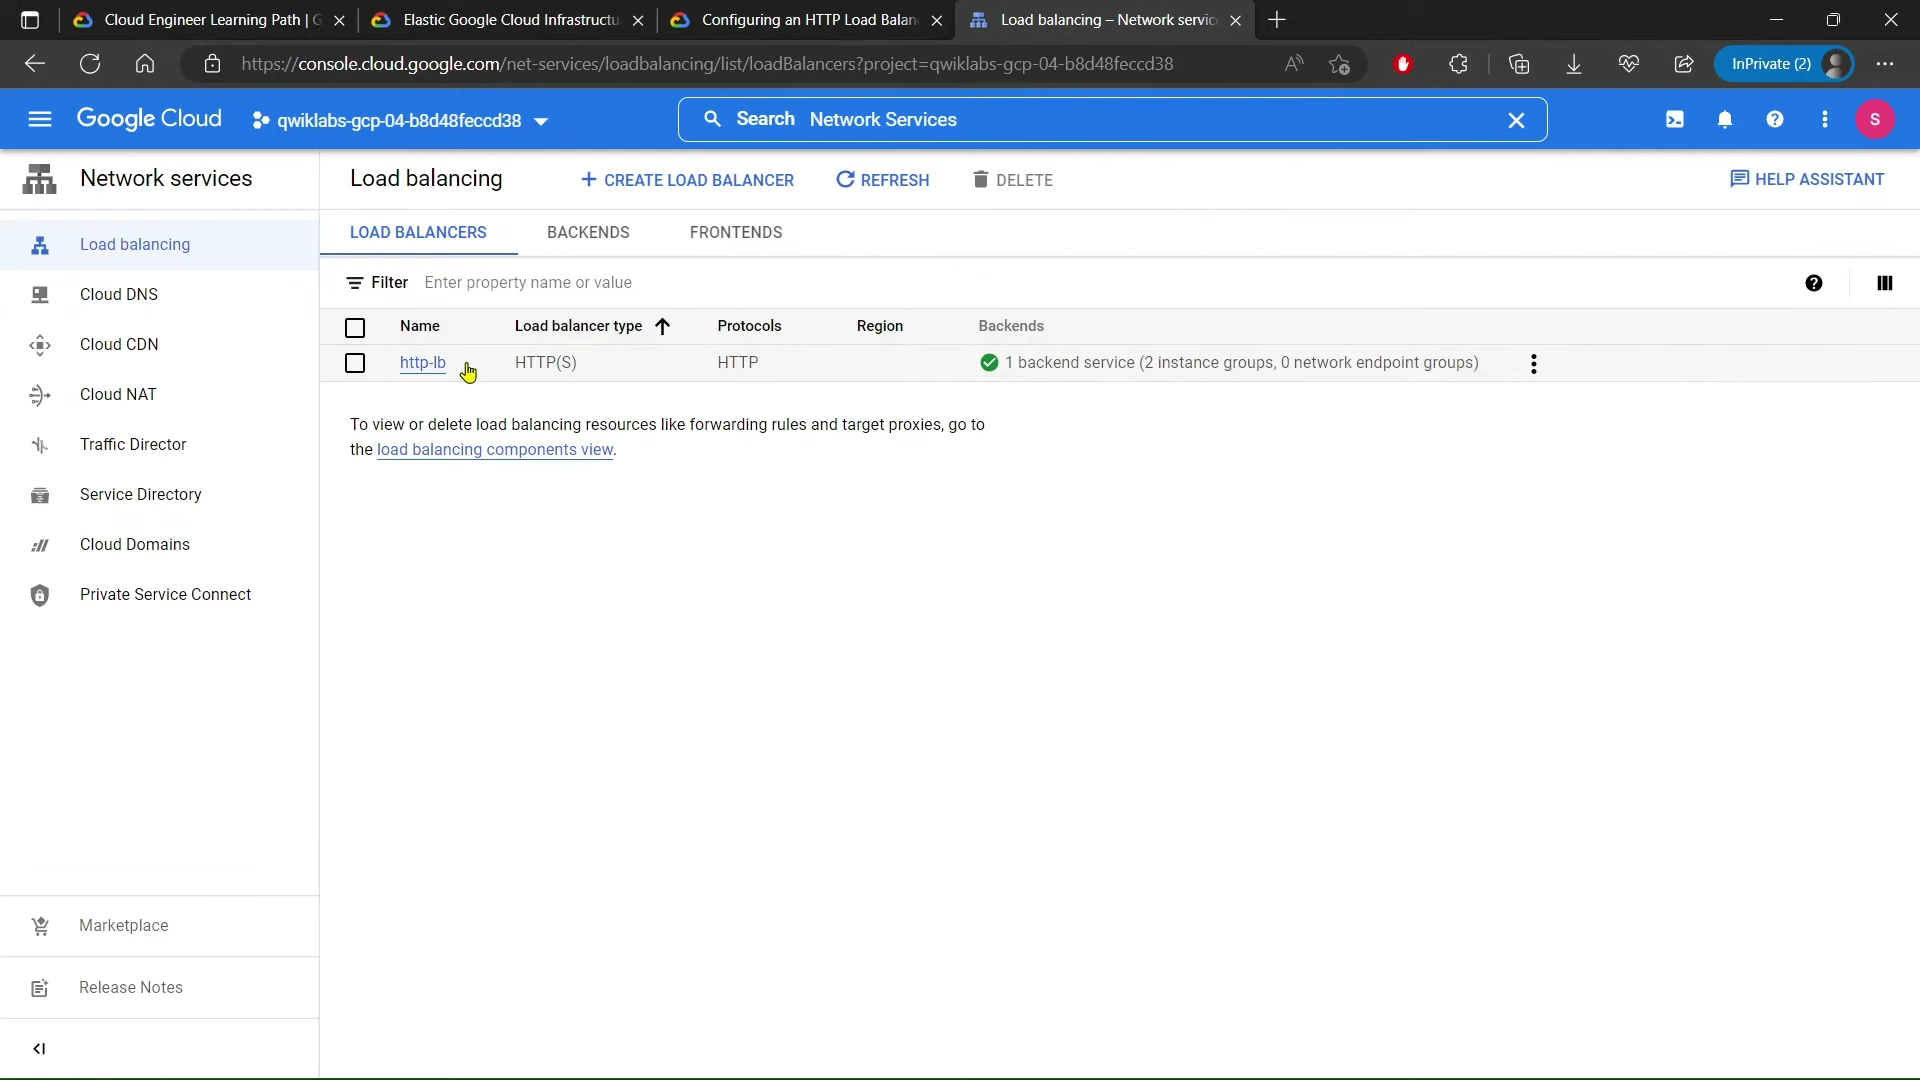 Cloud Engineer Learning Path | G
Elastic Google Cloud Infrastructu
Configuring an HTTP Load Balan
Load balancing – Network servic
https://console.cloud.google.com/net-services/loadbalancing/list/loadBalancers?project=qwiklabs-gcp-04-b8d48feccd38
InPrivate (2)
Google Cloud
qwiklabs-gcp-04-b8d48feccd38
Search Network Services
S
Network services
Load balancing
CREATE LOAD BALANCER
REFRESH
DELETE
HELP ASSISTANT
Load balancing
Cloud DNS
Cloud CDN
Cloud NAT
Traffic Director
Service Directory
Cloud Domains
Private Service Connect
Marketplace
Release Notes
LOAD BALANCERS
BACKENDS
FRONTENDS
Filter Enter property name or value
Name Load balancer type Protocols Region Backends
http-lb HTTP(S) HTTP 1 backend service (2 instance groups, 0 network endpoint groups)
To view or delete load balancing resources like forwarding rules and target proxies, go to
the load balancing components view.